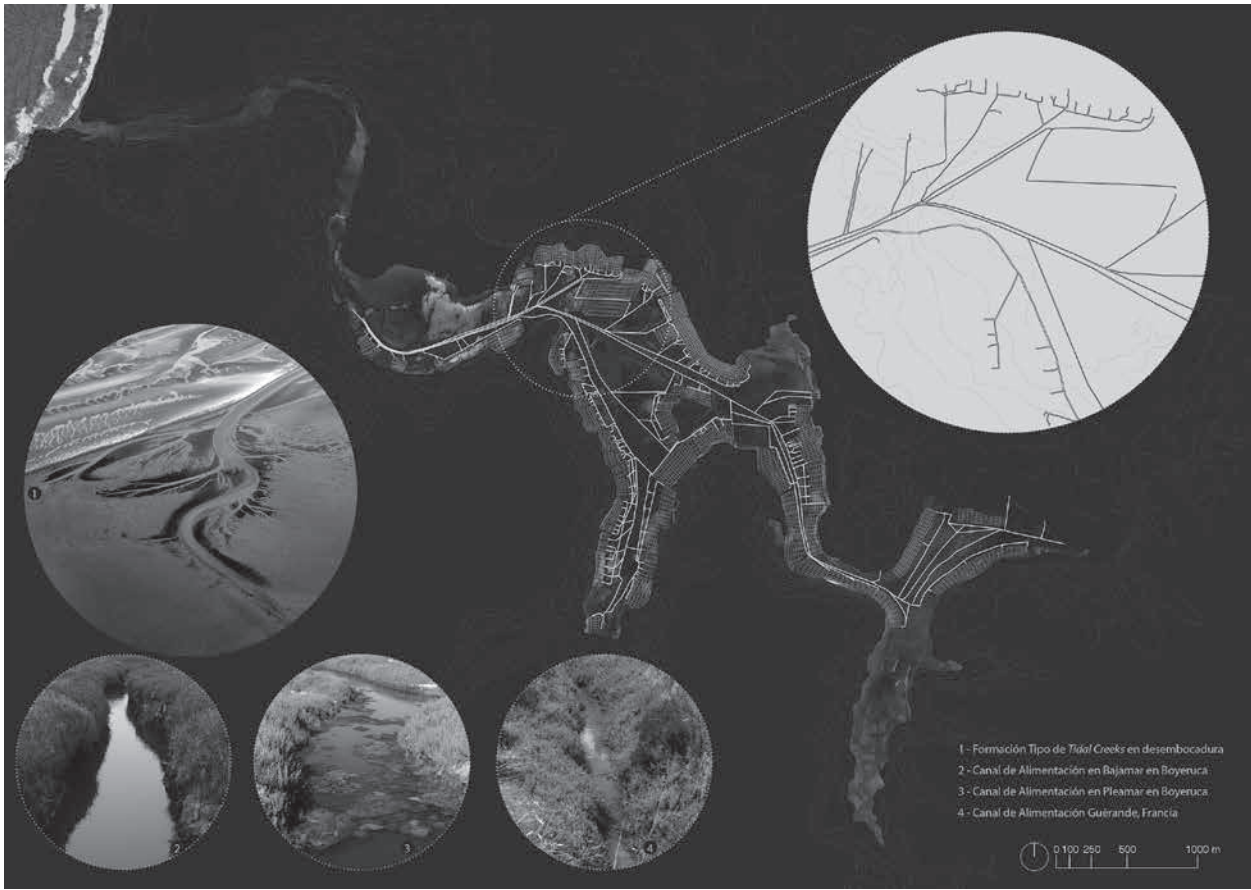 1
2
3
4
1 - Formación Tipo de Tidal Creeks en desembocadura
2 - Canal de Alimentación en Bajamar en Boyeruca
3 - Canal de Alimentación en Pleamar en Boyeruca
4 - Canal de Alimentación Guérande, Francia
0 100 250 500 1000 m